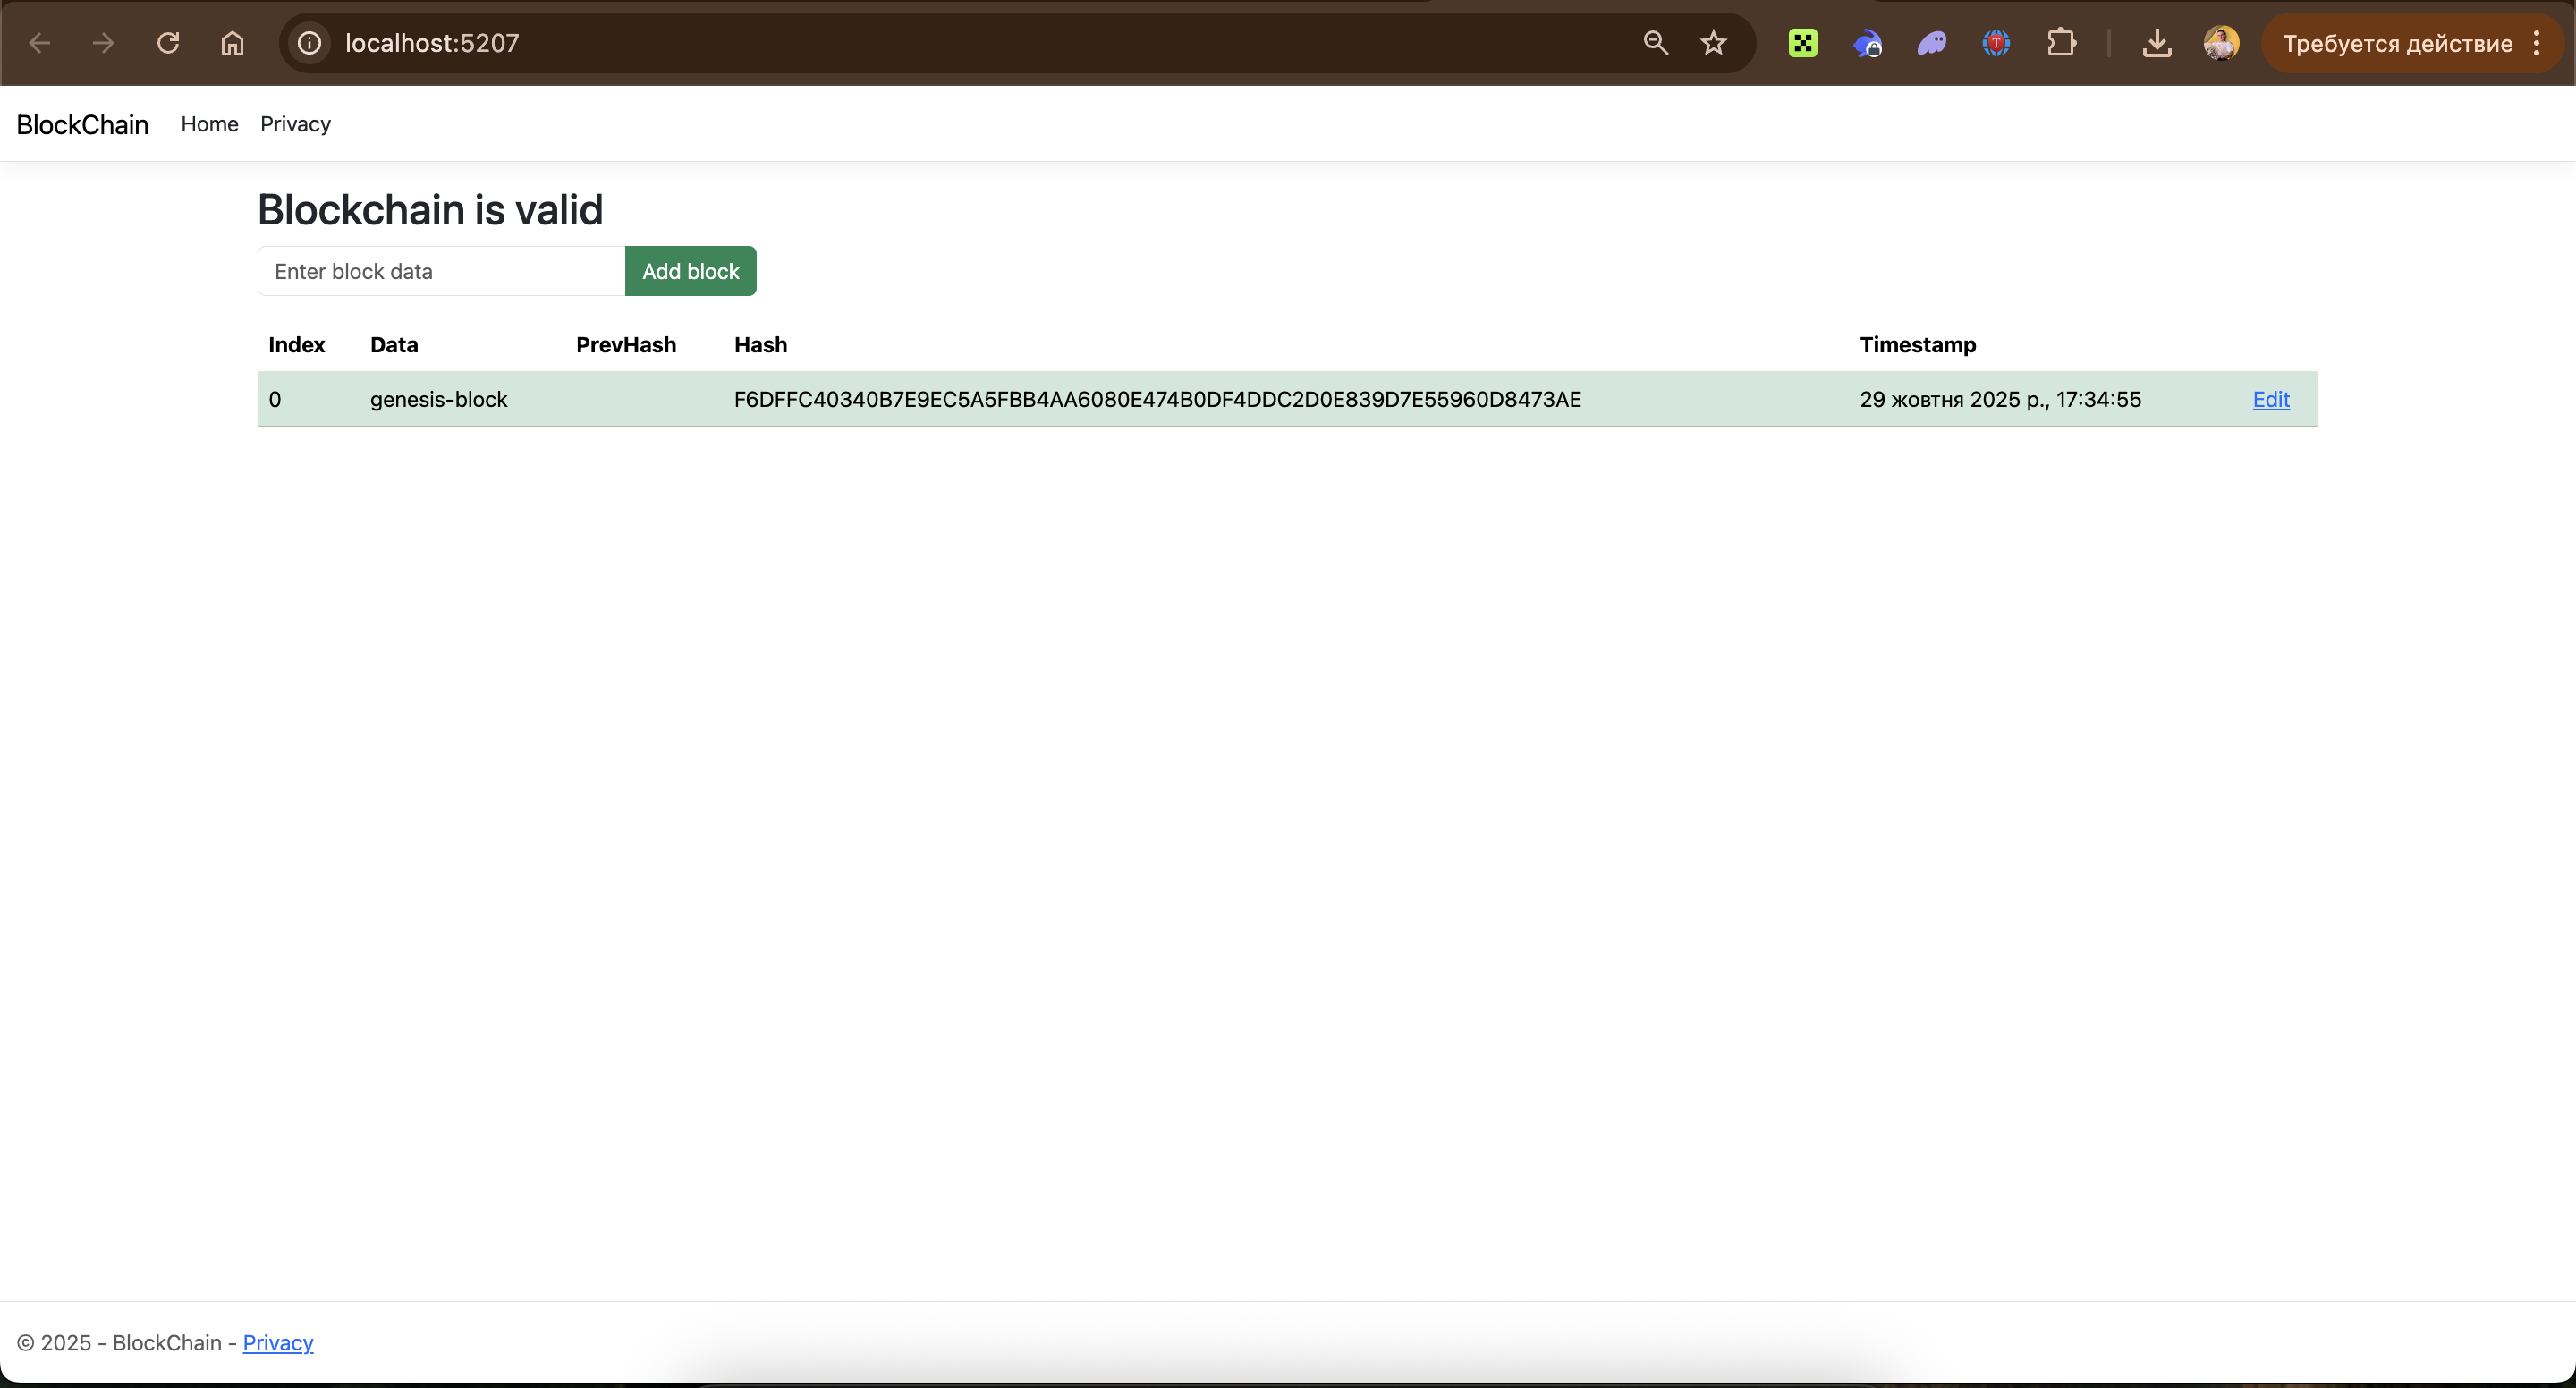 localhost:5207
Требуется действие
BlockChain Home Privacy
Blockchain is valid
Enter block data Add block
Index Data PrevHash Hash Timestamp
0 genesis-block F6DFFC40340B7E9EC5A5FBB4AA6080E474B0DF4DDC2D0E839D7E55960D8473AE 29 жовтня 2025 р., 17:34:55 Edit
© 2025 - BlockChain - Privacy